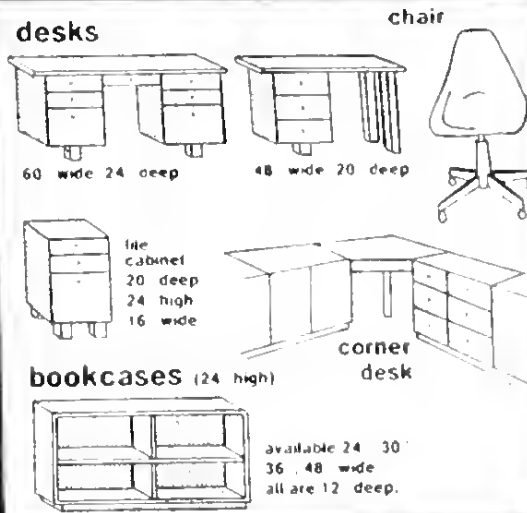 desks
chair
60 wide 24 deep
48 wide 20 deep
file
cabinet
20 deep
24 high
16 wide
corner
desk
bookcases (24 high)
available 24 30
36 , 48 wide
all are 12 deep.